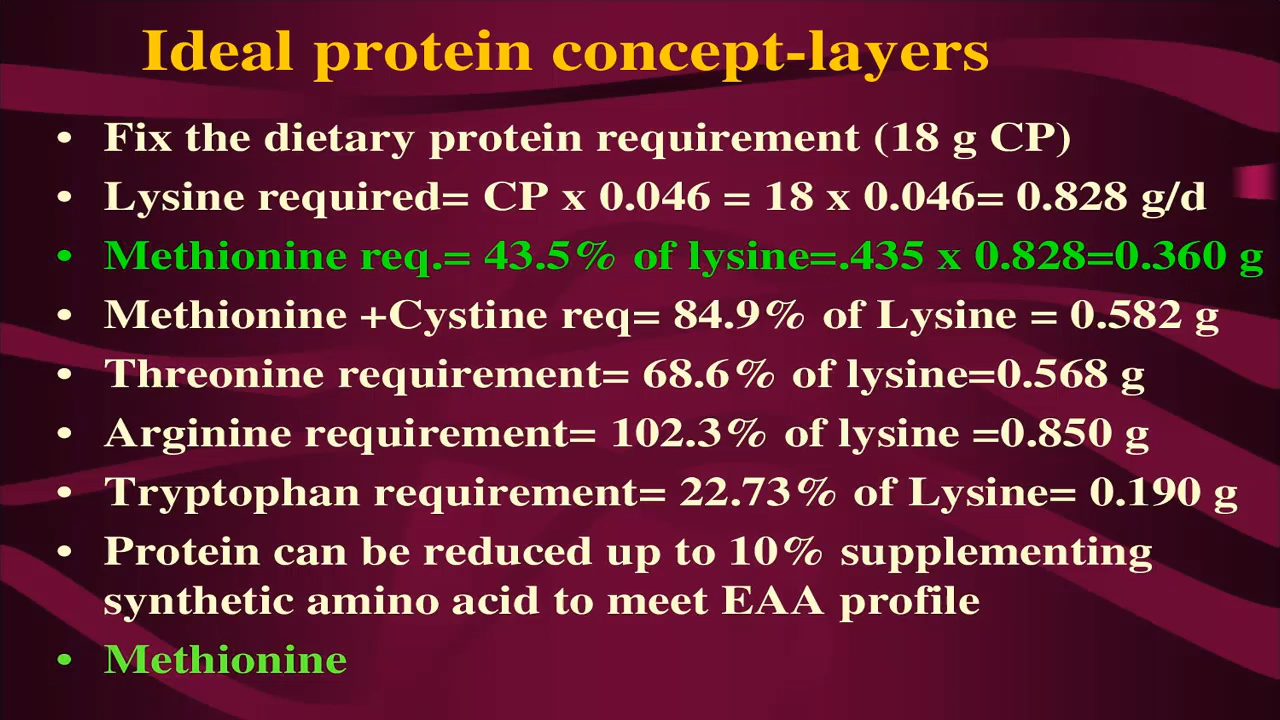 Ideal protein concept-layers
• Fix the dietary protein requirement (18 g CP)
• Lysine required= CP x 0.046 = 18 x 0.046= 0.828 g/d
• Methionine req.= 43.5% of lysine=.435 x 0.828=0.360 g
• Methionine +Cystine req= 84.9% of Lysine = 0.582 g
• Threonine requirement= 68.6% of lysine=0.568 g
• Arginine requirement= 102.3% of lysine =0.850 g
• Tryptophan requirement= 22.73% of Lysine= 0.190 g
• Protein can be reduced up to 10% supplementing
synthetic amino acid to meet EAA profile
• Methionine